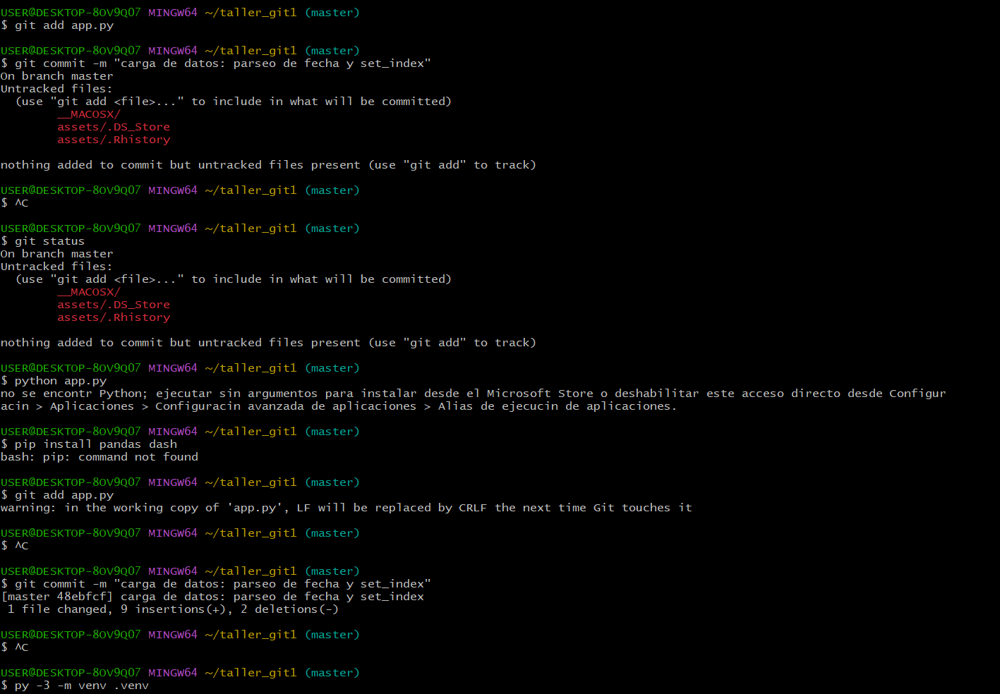 USER@DESKTOP-8OV9Q07 MINGW64 ~/taller_git1 (master)
$ git add app.py
USER@DESKTOP-8OV9Q07 MINGW64 ~/taller_git1 (master)
$ git commit -m "carga de datos: parseo de fecha y set_index"
On branch master
Untracked files:
  (use "git add <file>..." to include in what will be committed)
        __MACOSX/
        assets/.DS_Store
        assets/.Rhistory
nothing added to commit but untracked files present (use "git add" to track)
USER@DESKTOP-8OV9Q07 MINGW64 ~/taller_git1 (master)
$ ^C
USER@DESKTOP-8OV9Q07 MINGW64 ~/taller_git1 (master)
$ git status
On branch master
Untracked files:
  (use "git add <file>..." to include in what will be committed)
        __MACOSX/
        assets/.DS_Store
        assets/.Rhistory
nothing added to commit but untracked files present (use "git add" to track)
USER@DESKTOP-8OV9Q07 MINGW64 ~/taller_git1 (master)
$ python app.py
no se encontr Python; ejecutar sin argumentos para instalar desde el Microsoft Store o deshabilitar este acceso directo desde Configur
acin > Aplicaciones > Configuracin avanzada de aplicaciones > Alias de ejecucin de aplicaciones.
USER@DESKTOP-8OV9Q07 MINGW64 ~/taller_git1 (master)
$ pip install pandas dash
bash: pip: command not found
USER@DESKTOP-8OV9Q07 MINGW64 ~/taller_git1 (master)
$ git add app.py
warning: in the working copy of 'app.py', LF will be replaced by CRLF the next time Git touches it
USER@DESKTOP-8OV9Q07 MINGW64 ~/taller_git1 (master)
$ ^C
USER@DESKTOP-8OV9Q07 MINGW64 ~/taller_git1 (master)
$ git commit -m "carga de datos: parseo de fecha y set_index"
[master 48ebfcf] carga de datos: parseo de fecha y set_index
 1 file changed, 9 insertions(+), 2 deletions(-)
USER@DESKTOP-8OV9Q07 MINGW64 ~/taller_git1 (master)
$ ^C
USER@DESKTOP-8OV9Q07 MINGW64 ~/taller_git1 (master)
$ py -3 -m venv .venv